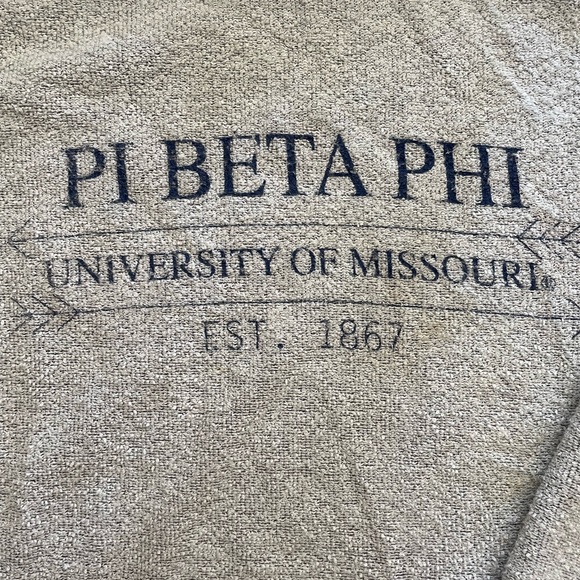 PI BETA PHI
UNIVERSITY OF MISSOURI®
EST. 1867